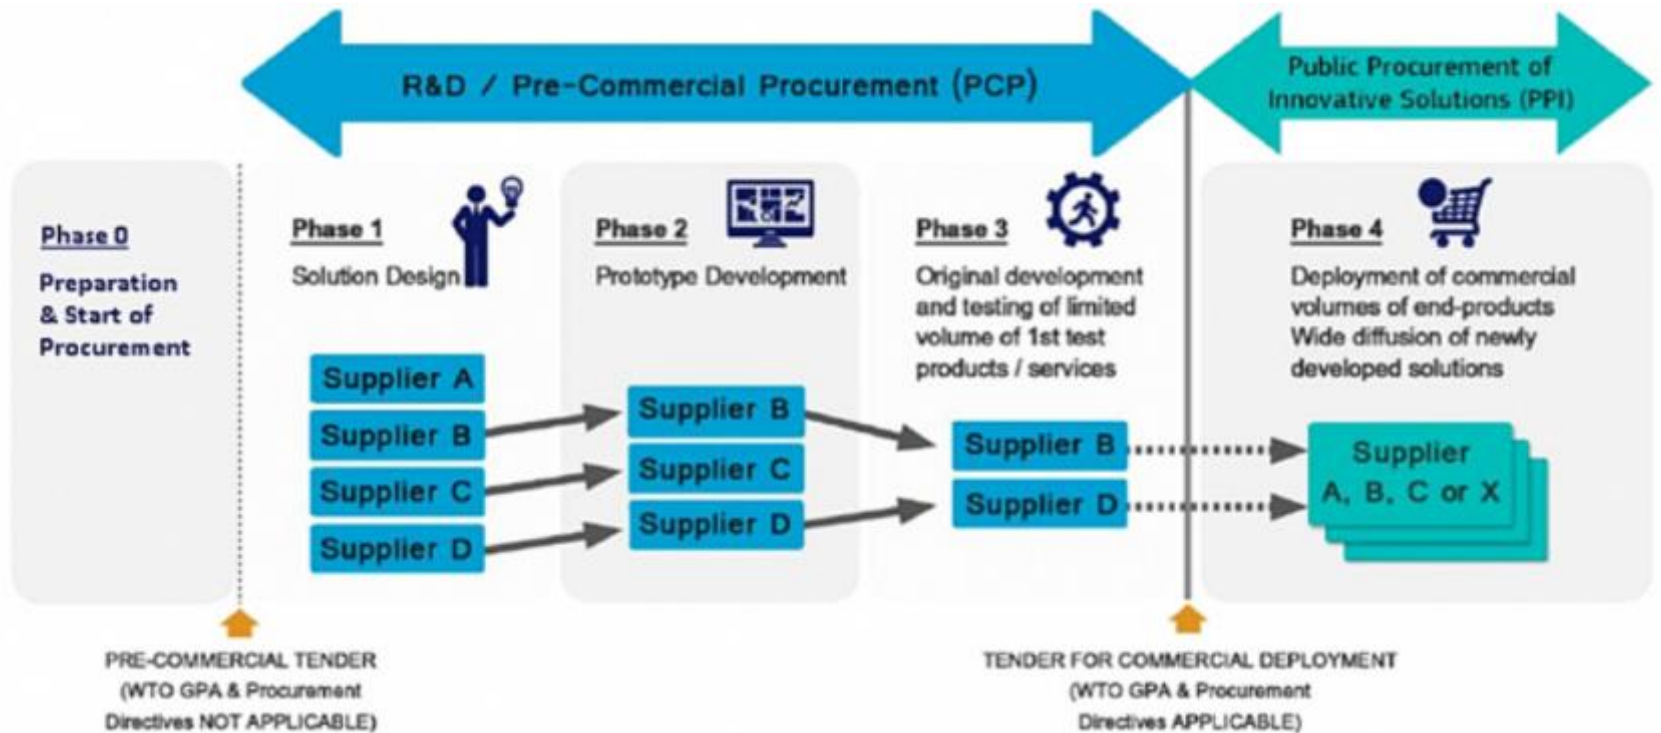 R&D / Pre-Commercial Procurement (PCP)
Public Procurement of
Innovative Solutions (PPI)
Phase 0
Preparation
& Start of
Procurement
Phase 1
Solution Design
Supplier A
Supplier B
Supplier C
Supplier D
Phase 2
Prototype Development
Supplier B
Supplier C
Supplier D
Phase 3
Original development
and testing of limited
volume of 1st test
products / services
Supplier B
Supplier D
Phase 4
Deployment of commercial
volumes of end-products
Wide diffusion of newly
developed solutions
Supplier
A, B, C or X
PRE-COMMERCIAL TENDER
(WTO GPA & Procurement
Directives NOT APPLICABLE)
TENDER FOR COMMERCIAL DEPLOYMENT
(WTO GPA & Procurement
Directives APPLICABLE)